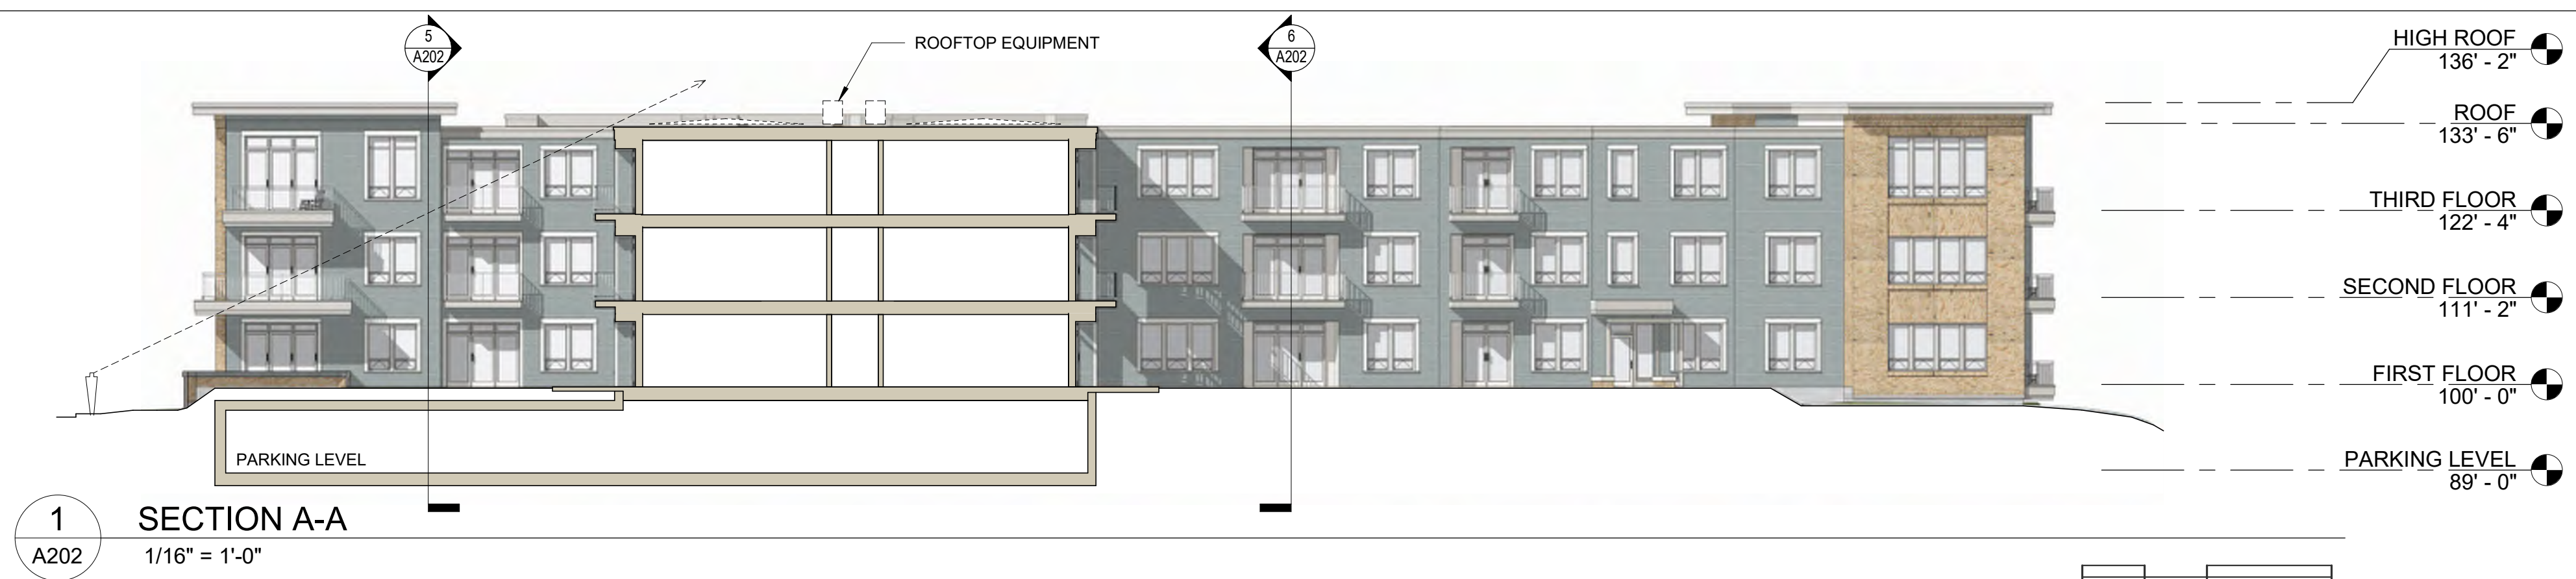 5
A202
ROOFTOP EQUIPMENT
6
A202
HIGH ROOF
136' - 2"
ROOF
133' - 6"
THIRD FLOOR
122' - 4"
SECOND FLOOR
111' - 2"
FIRST FLOOR
100' - 0"
PARKING LEVEL
PARKING LEVEL
89' - 0"
1
A202
SECTION A-A
1/16" = 1'-0"